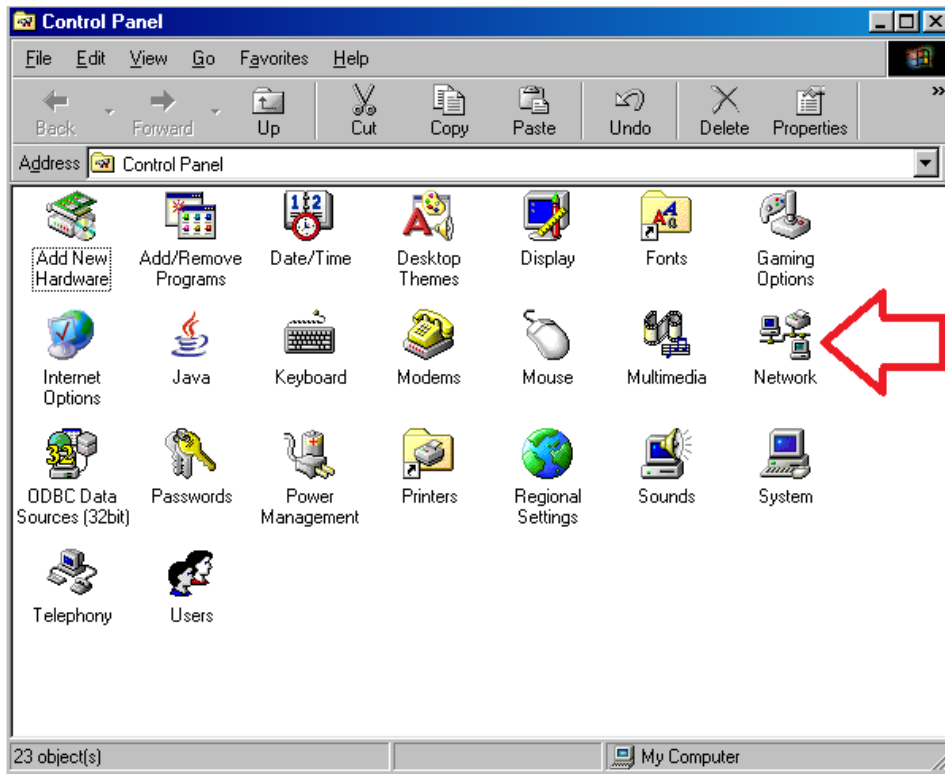 Control Panel
File Edit View Go Favorites Help
Back Forward Up Cut Copy Paste Undo Delete Properties »
Address Control Panel
Add New Hardware
Add/Remove Programs
Date/Time
Desktop Themes
Display
Fonts
Gaming Options
Internet Options
Java
Keyboard
Modems
Mouse
Multimedia
Network
ODBC Data Sources (32bit)
Passwords
Power Management
Printers
Regional Settings
Sounds
System
Telephony
Users
23 object(s) My Computer